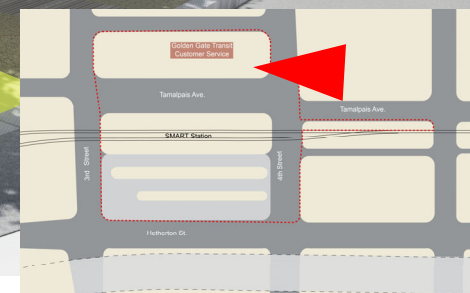 Golden Gate Transit
Customer Service
Tamalpais Ave.
Tamalpais Ave.
SMART Station
3rd Street
4th Street
Hetherton St.